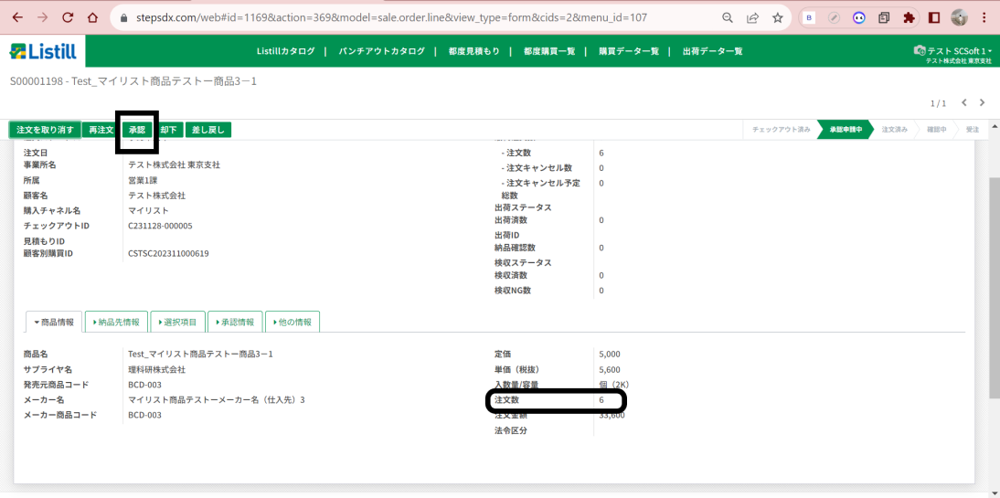 stepsdx.com/web#id=1169&action=369&model=sale.order.line&view_type=form&cids=2&menu_id=107
Listill
Listillカタログ | パンチアウトカタログ | 都度見積もり | 都度購買一覧 | 購買データ一覧 | 出荷データ一覧
テスト SCSoft 1
テスト株式会社 東京支社
S00001198 - Test_マイリスト商品テストー商品3－1
1 / 1
注文を取り消す 再注文 承認 却下 差し戻し
チェックアウト済み 承認申請中 注文済み 確認中 受注
注文日
事業所名 テスト株式会社 東京支社
所属 営業1課
顧客名 テスト株式会社
購入チャネル名 マイリスト
チェックアウトID C231128-000005
見積もりID
顧客別購買ID CSTSC202311000619
- 注文数 6
- 注文キャンセル数 0
- 注文キャンセル予定 0
総数
出荷ステータス
出荷済数 0
出荷ID
納品確認数 0
検収ステータス
検収済数 0
検収NG数 0
商品情報 納品先情報 選択項目 承認情報 他の情報
商品名 Test_マイリスト商品テストー商品3－1
サプライヤ名 理科研株式会社
発売元商品コード BCD-003
メーカー名 マイリスト商品テストーメーカー名（仕入先）3
メーカー商品コード BCD-003
定価 5,000
単価（税抜） 5,600
入数量/容量 個（2K）
注文数 6
注文金額 33,600
法令区分